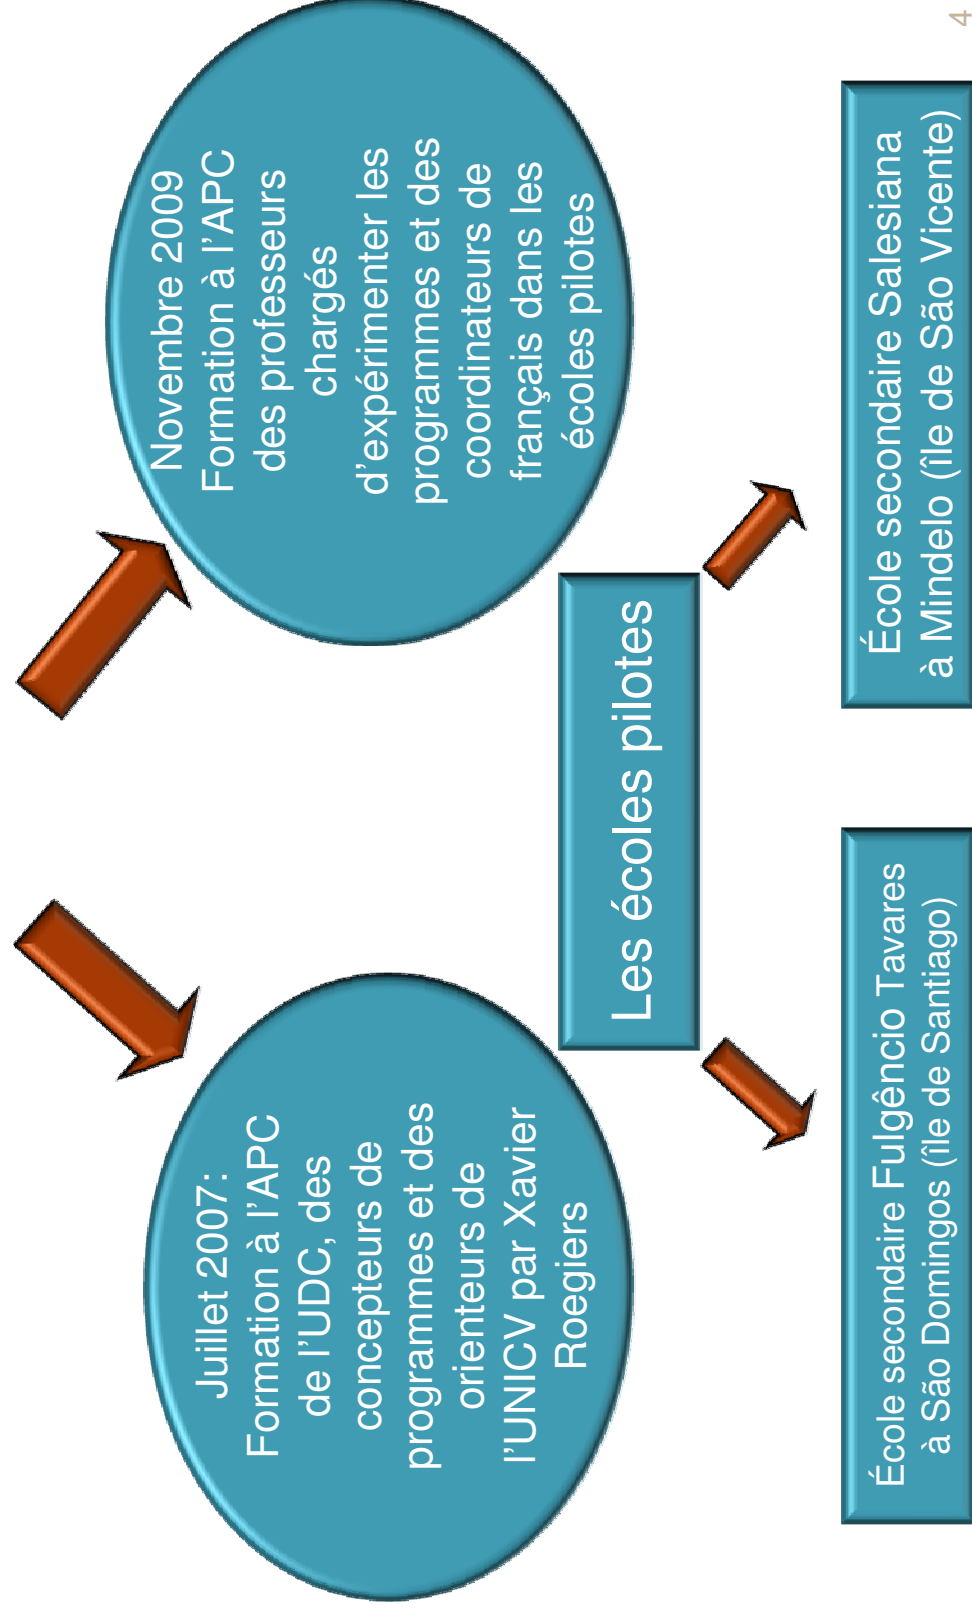 Juillet 2007:
Formation à l’APC
de l’UDC, des
concepteurs de
programmes et des
orienteurs de
l’UNICV par Xavier
Roegiers
Novembre 2009
Formation à l’APC
des professeurs
chargés
d’expérimenter les
programmes et des
coordinateurs de
français dans les
écoles pilotes
Les écoles pilotes
École secondaire Fulgêncio Tavares
à São Domingos (île de Santiago)
École secondaire Salesiana
à Mindelo (île de São Vicente)
4